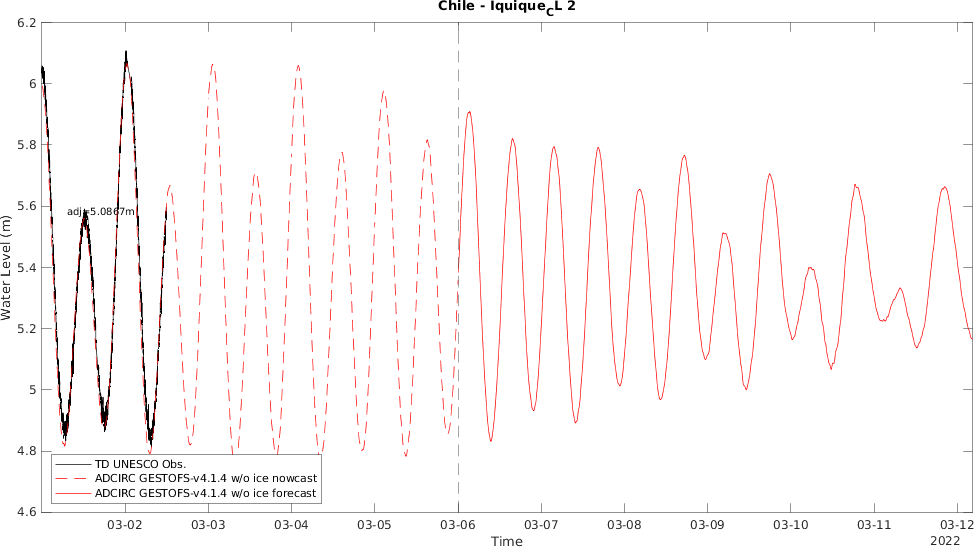 Chile - IquiqueCL 2
6.2
6
5.8
5.6
5.4
5.2
5
4.8
4.6
Water Level (m)
adj:-5.0867m
TD UNESCO Obs.
ADCIRC GESTOFS-v4.1.4 w/o ice nowcast
ADCIRC GESTOFS-v4.1.4 w/o ice forecast
03-02 03-03 03-04 03-05 03-06 03-07 03-08 03-09 03-10 03-11 03-12
Time
2022